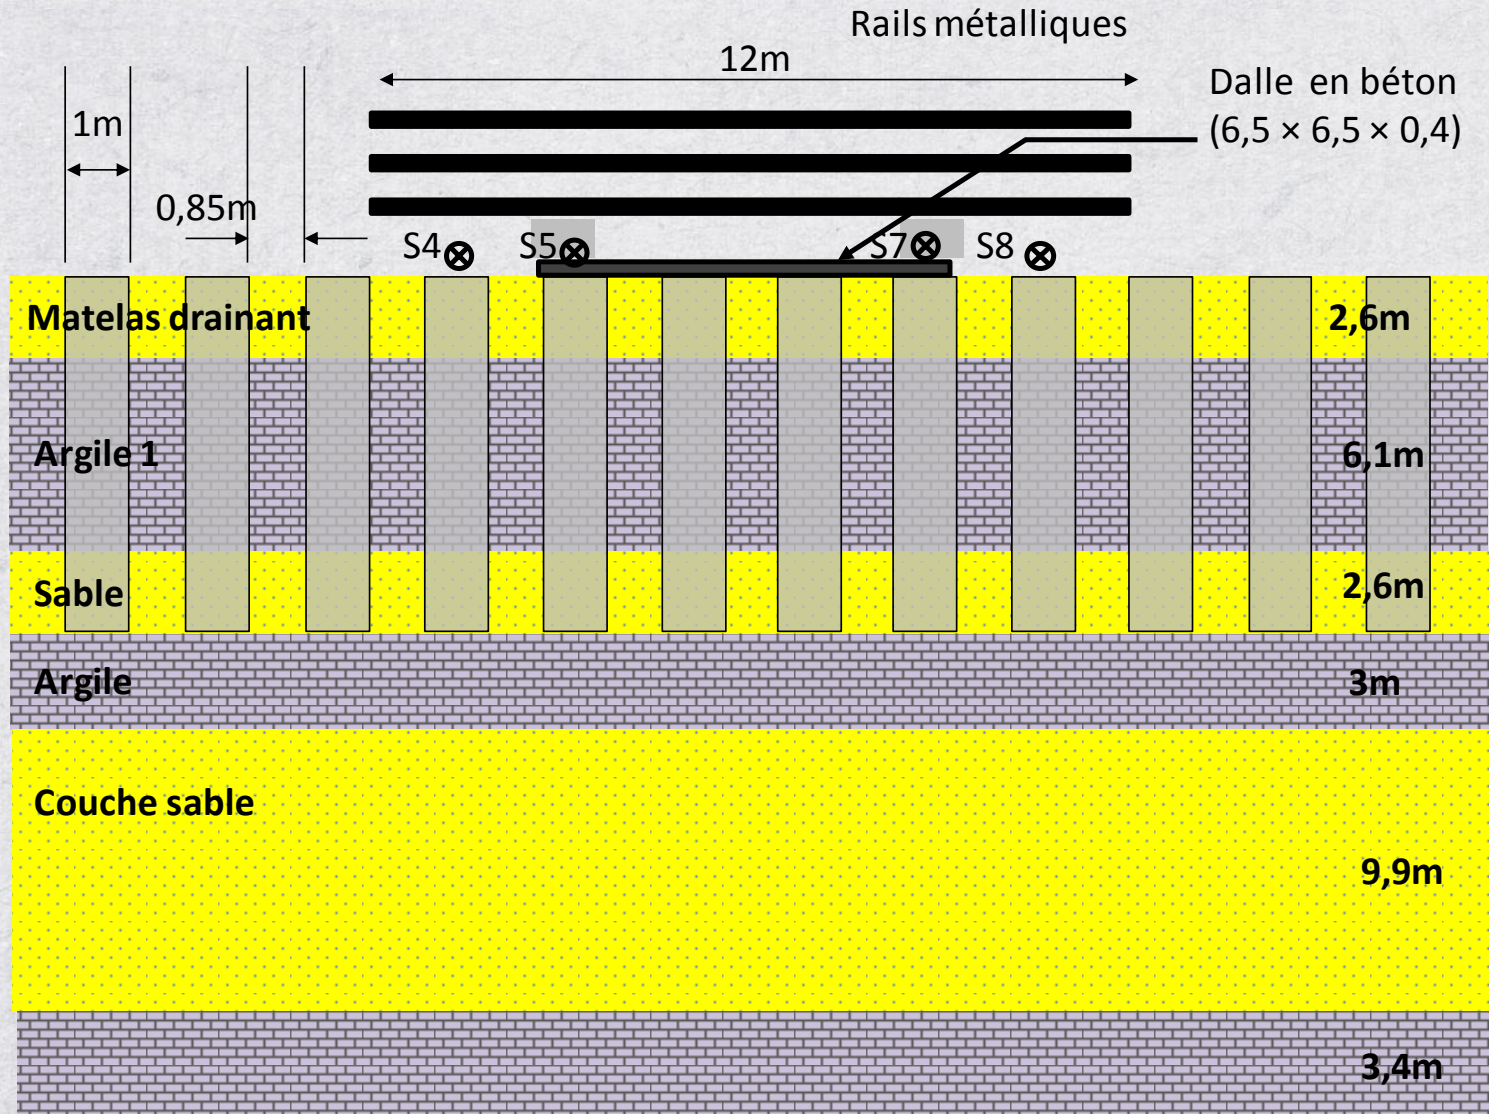 Rails métalliques
12m
Dalle en béton
(6,5 × 6,5 × 0,4)
1m
0,85m
S4
S5
S7
S8
Matelas drainant
2,6m
Argile 1
6,1m
Sable
2,6m
Argile
3m
Couche sable
9,9m
3,4m